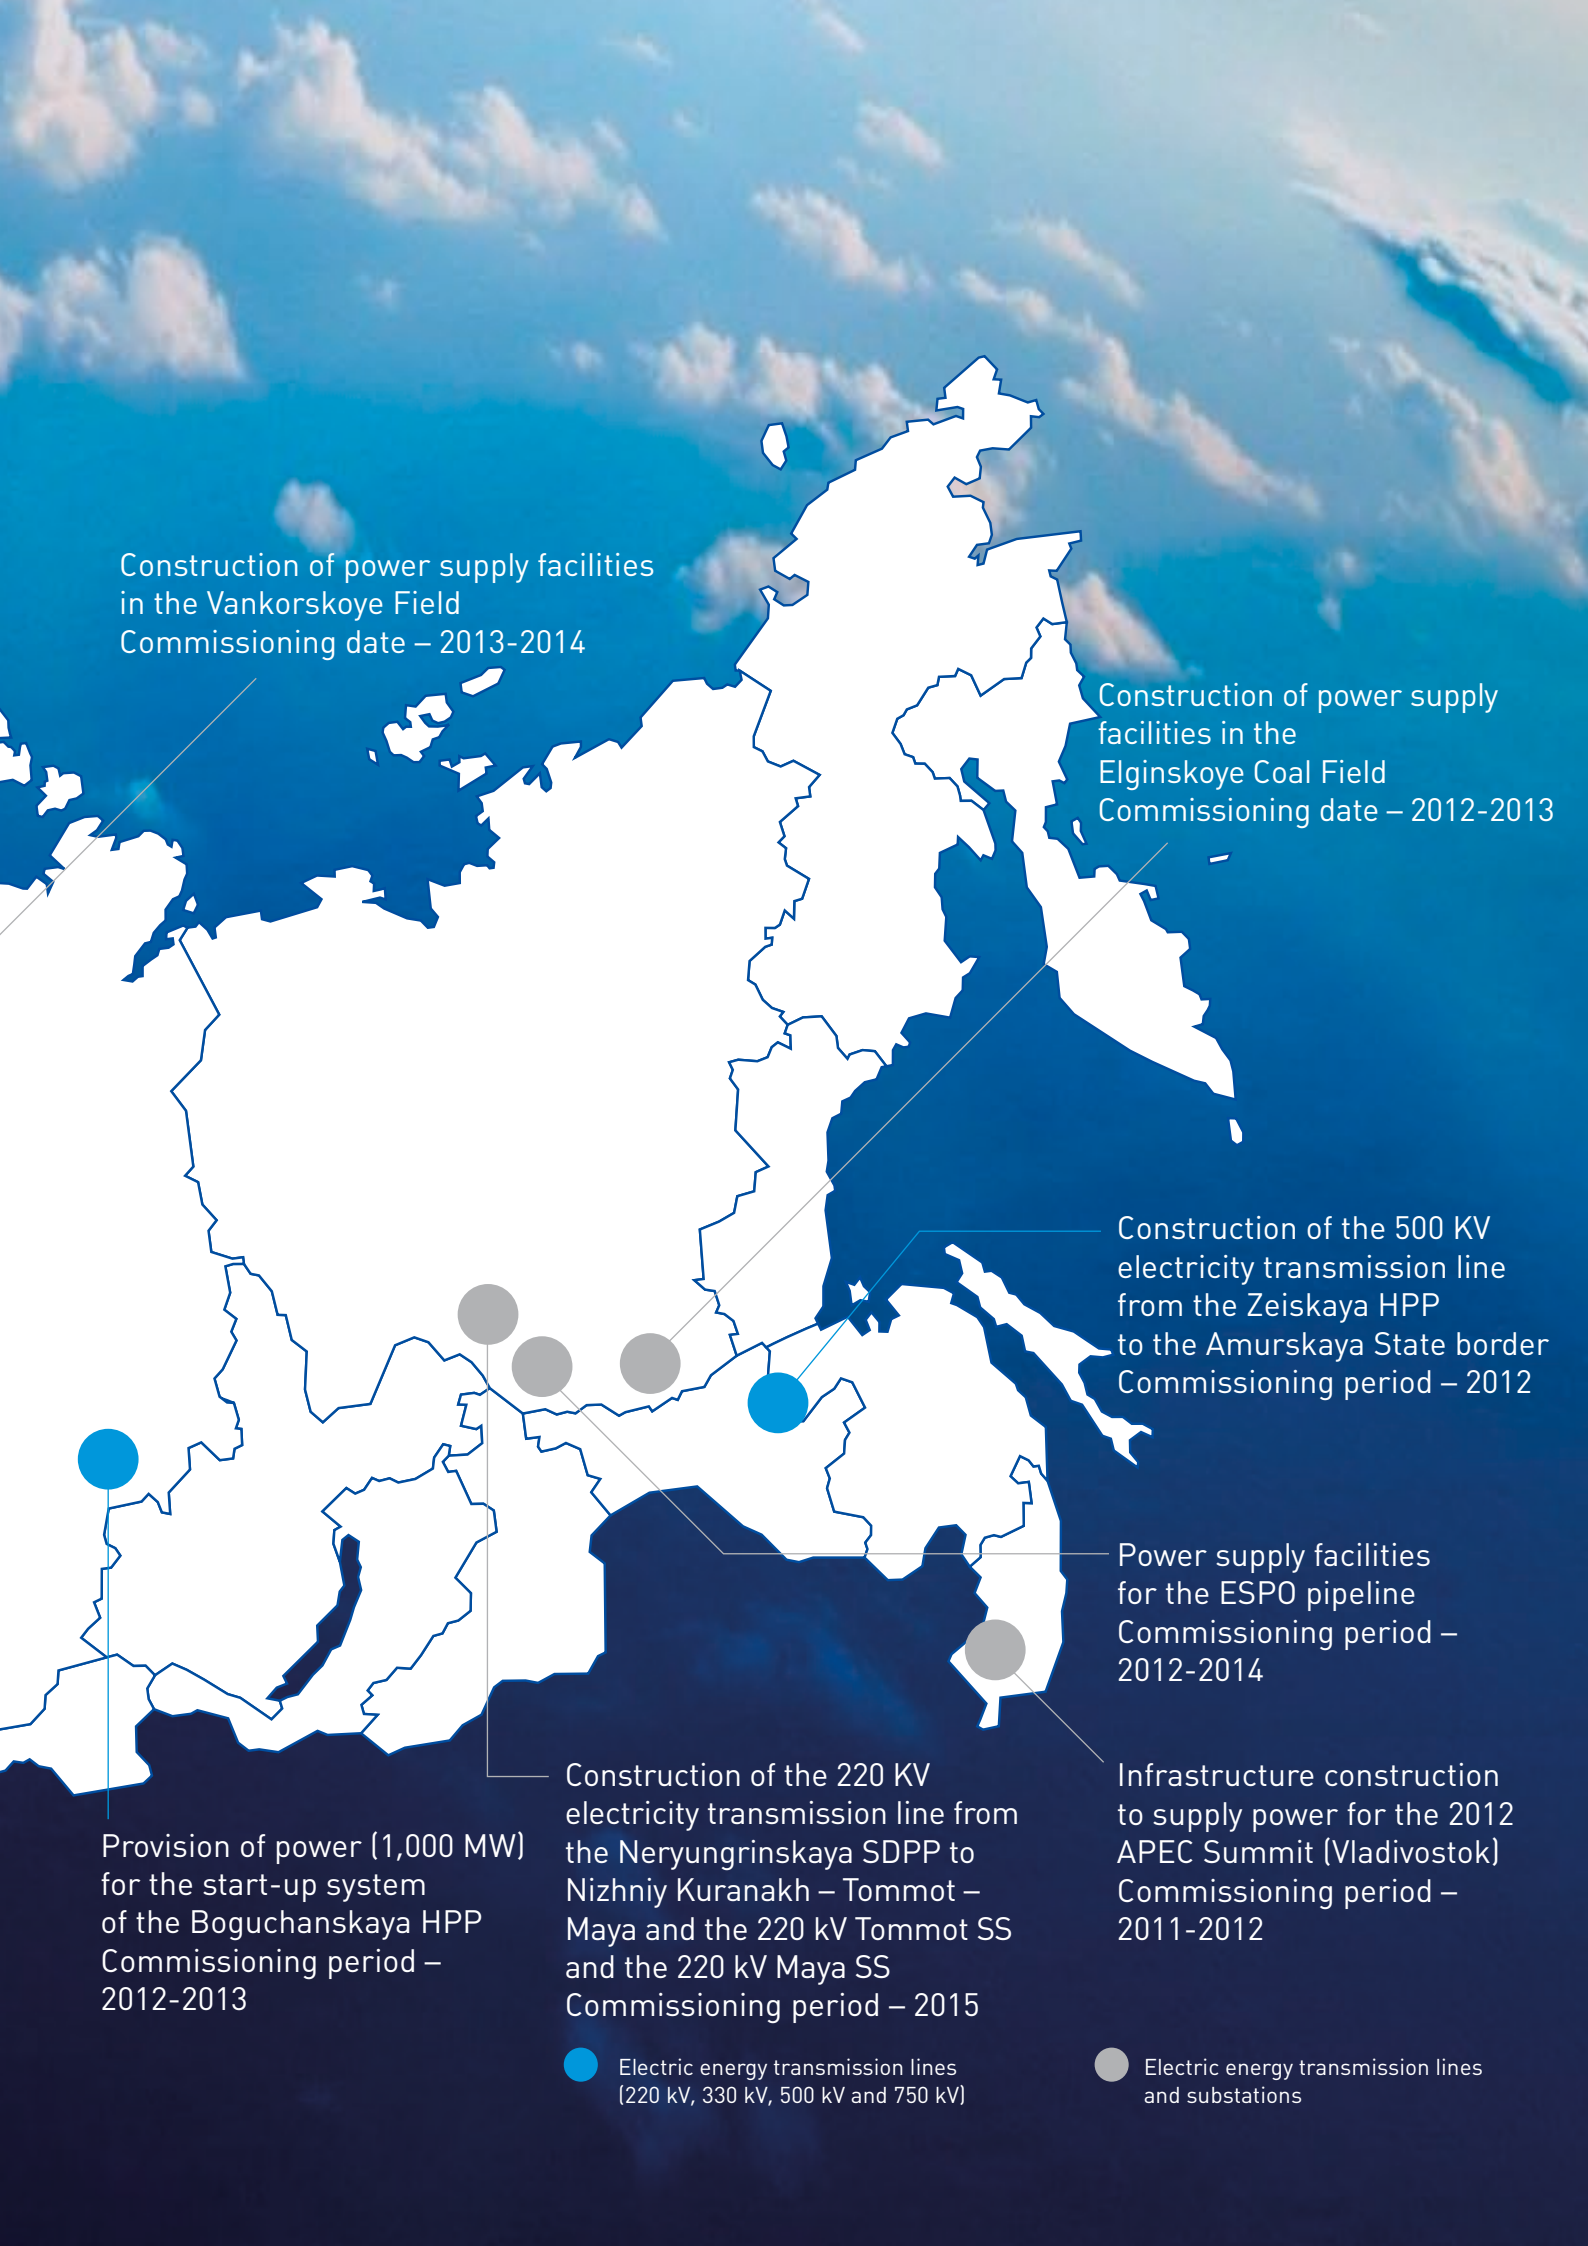 Construction of power supply facilities
in the Vankorskoye Field
Commissioning date – 2013-2014
Construction of power supply
facilities in the
Elginskoye Coal Field
Commissioning date – 2012-2013
Construction of the 500 KV
electricity transmission line
from the Zeiskaya HPP
to the Amurskaya State border
Commissioning period – 2012
Power supply facilities
for the ESPO pipeline
Commissioning period –
2012-2014
Infrastructure construction
to supply power for the 2012
APEC Summit (Vladivostok)
Commissioning period –
2011-2012
Construction of the 220 KV
electricity transmission line from
the Neryungrinskaya SDPP to
Nizhniy Kuranakh – Tommot –
Maya and the 220 kV Tommot SS
and the 220 kV Maya SS
Commissioning period – 2015
Provision of power (1,000 MW)
for the start-up system
of the Boguchanskaya HPP
Commissioning period –
2012-2013
Electric energy transmission lines
(220 kV, 330 kV, 500 kV and 750 kV)
Electric energy transmission lines
and substations